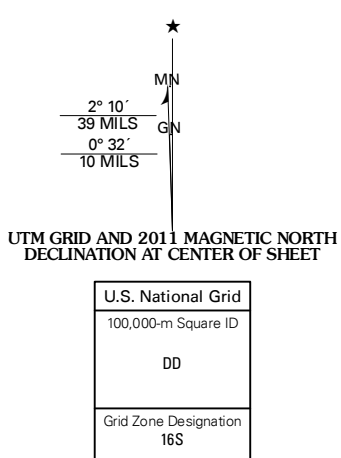 MN
2° 10´
39 MILS
GN
0° 32´
10 MILS
UTM GRID AND 2011 MAGNETIC NORTH
DECLINATION AT CENTER OF SHEET
U.S. National Grid
100,000-m Square ID
DD
Grid Zone Designation
16S